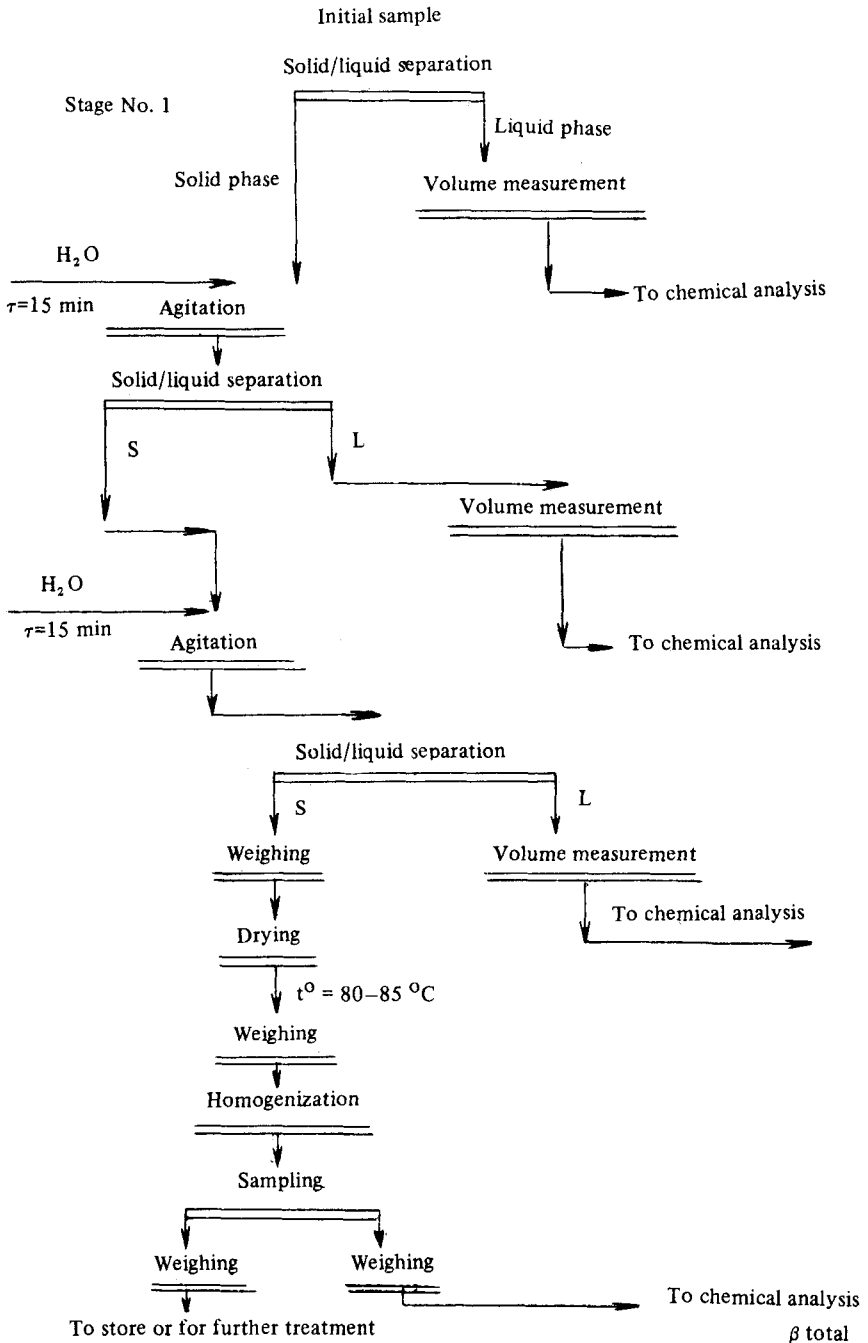 Initial sample
Solid/liquid separation
Stage No. 1
Liquid phase
Solid phase
Volume measurement
H₂O
τ=15 min
To chemical analysis
Agitation
Solid/liquid separation
S
L
Volume measurement
H₂O
τ=15 min
To chemical analysis
Agitation
Solid/liquid separation
S
L
Weighing
Volume measurement
To chemical analysis
Drying
t° = 80–85 °C
Weighing
Homogenization
Sampling
Weighing
Weighing
To chemical analysis
To store or for further treatment
β total